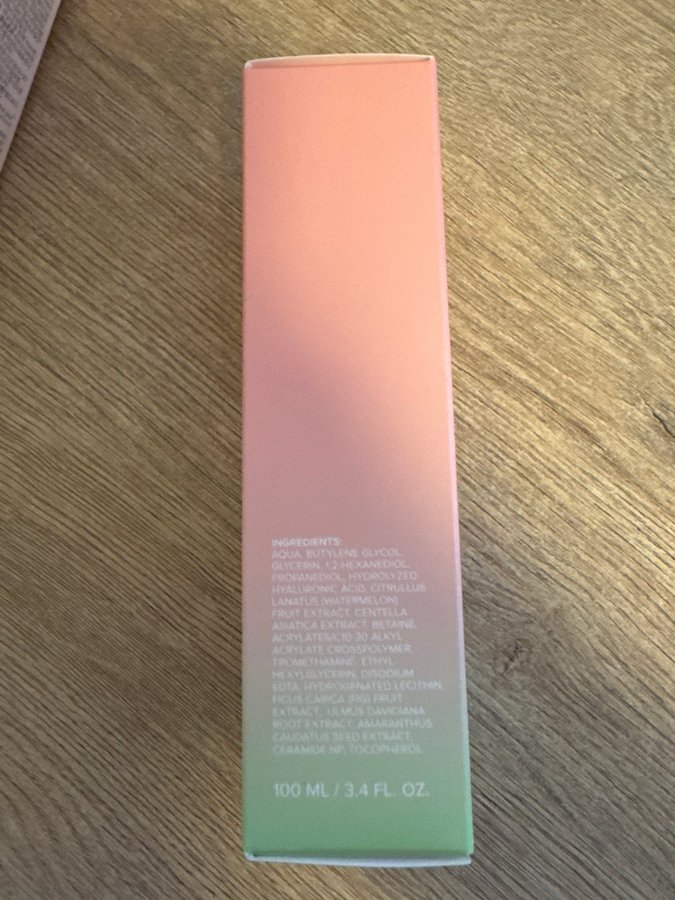 INGREDIENTS:
AQUA, BUTYLENE GLYCOL,
GLYCERIN, 1,2-HEXANEDIOL,
PROPANEDIOL, HYDROLYZED
HYALURONIC ACID, CITRULLUS
LANATUS (WATERMELON)
FRUIT EXTRACT, CENTELLA
ASIATICA EXTRACT, BETAINE,
ACRYLATES/C10-30 ALKYL
ACRYLATE CROSSPOLYMER,
TROMETHAMINE, ETHYL
HEXYLGLYCERIN, DISODIUM
EDTA, HYDROGENATED LECITHIN,
FICUS CARICA (FIG) FRUIT
EXTRACT, ULMUS DAVIDIANA
ROOT EXTRACT, AMARANTHUS
CAUDATUS SEED EXTRACT,
CERAMIDE NP, TOCOPHEROL
100 ML / 3.4 FL. OZ.